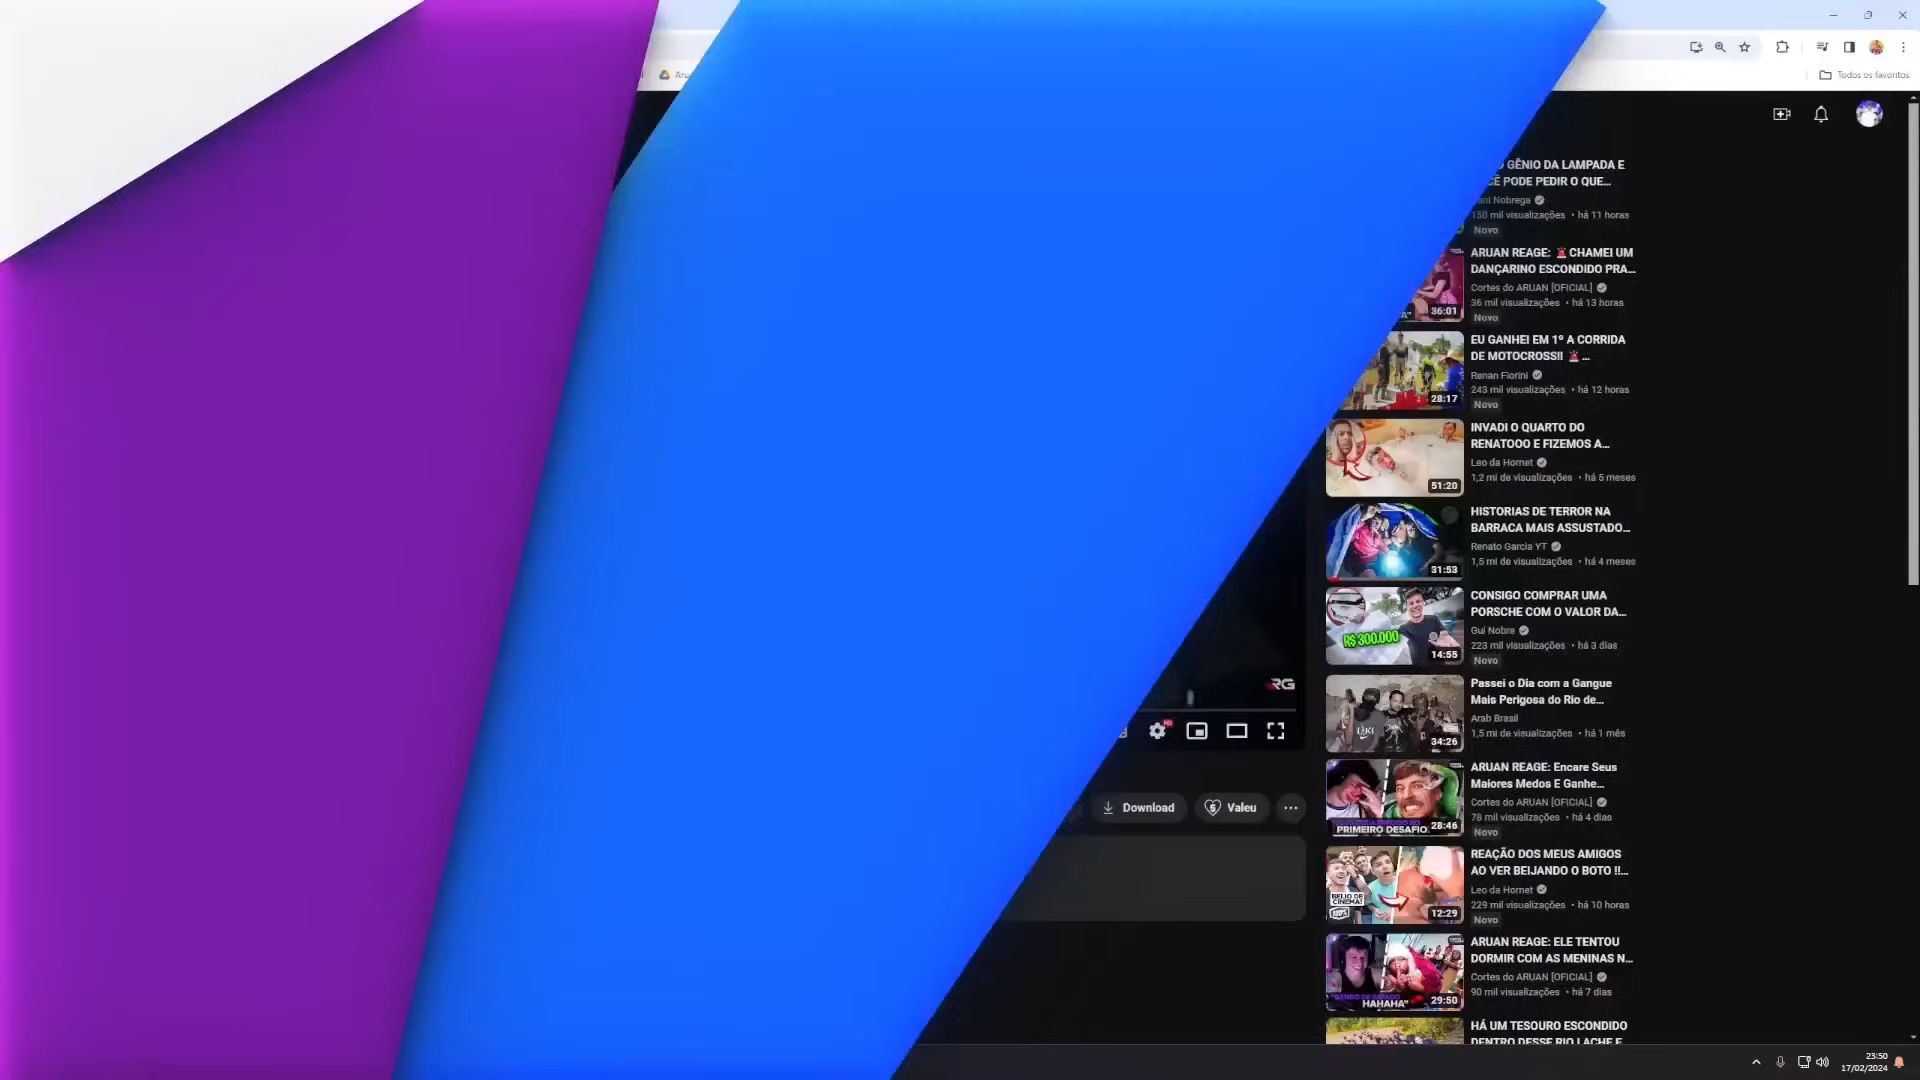 Todos os favoritos
GÊNIO DA LAMPADA E
PODE PEDIR O QUE...
Nobrega
150 mil visualizações • há 11 horas
Novo
36:01
ARUAN REAGE: 🚨CHAMEI UM
DANÇARINO ESCONDIDO PRA...
Cortes do ARUAN [OFICIAL]
36 mil visualizações • há 13 horas
Novo
28:17
EU GANHEI EM 1º A CORRIDA
DE MOTOCROSS!! 🚨 ...
Renan Fiorini
243 mil visualizações • há 12 horas
Novo
51:20
INVADI O QUARTO DO
RENATOOO E FIZEMOS A...
Leo da Hornet
1,2 mi de visualizações • há 5 meses
31:53
HISTORIAS DE TERROR NA
BARRACA MAIS ASSUSTADO...
Renato Garcia YT
1,5 mi de visualizações • há 4 meses
R$ 300.000
14:55
CONSIGO COMPRAR UMA
PORSCHE COM O VALOR DA...
Gui Nobre
223 mil visualizações • há 3 dias
Novo
RG
HD
34:26
Passei o Dia com a Gangue
Mais Perigosa do Rio de...
Arab Brasil
1,5 mi de visualizações • há 1 mês
Download
Valeu
PRIMEIRO DESAFIO.
28:46
ARUAN REAGE: Encare Seus
Maiores Medos E Ganhe...
Cortes do ARUAN [OFICIAL]
78 mil visualizações • há 4 dias
Novo
BEIJO DE
CINEMA!
12:29
REAÇÃO DOS MEUS AMIGOS
AO VER BEIJANDO O BOTO !!...
Leo da Hornet
229 mil visualizações • há 10 horas
Novo
HAHAHA"
29:50
ARUAN REAGE: ELE TENTOU
DORMIR COM AS MENINAS N...
Cortes do ARUAN [OFICIAL]
90 mil visualizações • há 7 dias
HÁ UM TESOURO ESCONDIDO
DENTRO DESSE RIO | ACHE E
23:50
17/02/2024